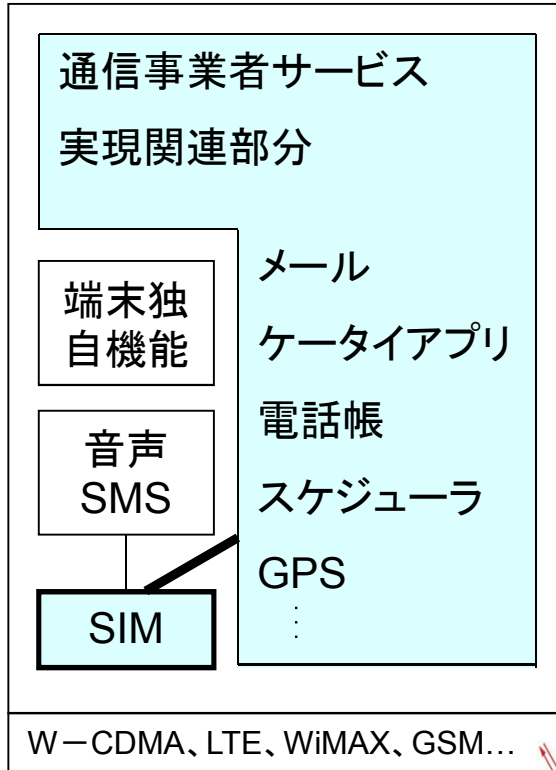 通信事業者サービス
実現関連部分
端末独
自機能
音声
SMS
SIM
メール
ケータイアプリ
電話帳
スケジューラ
GPS
⋮
W－CDMA、LTE、WiMAX、GSM…